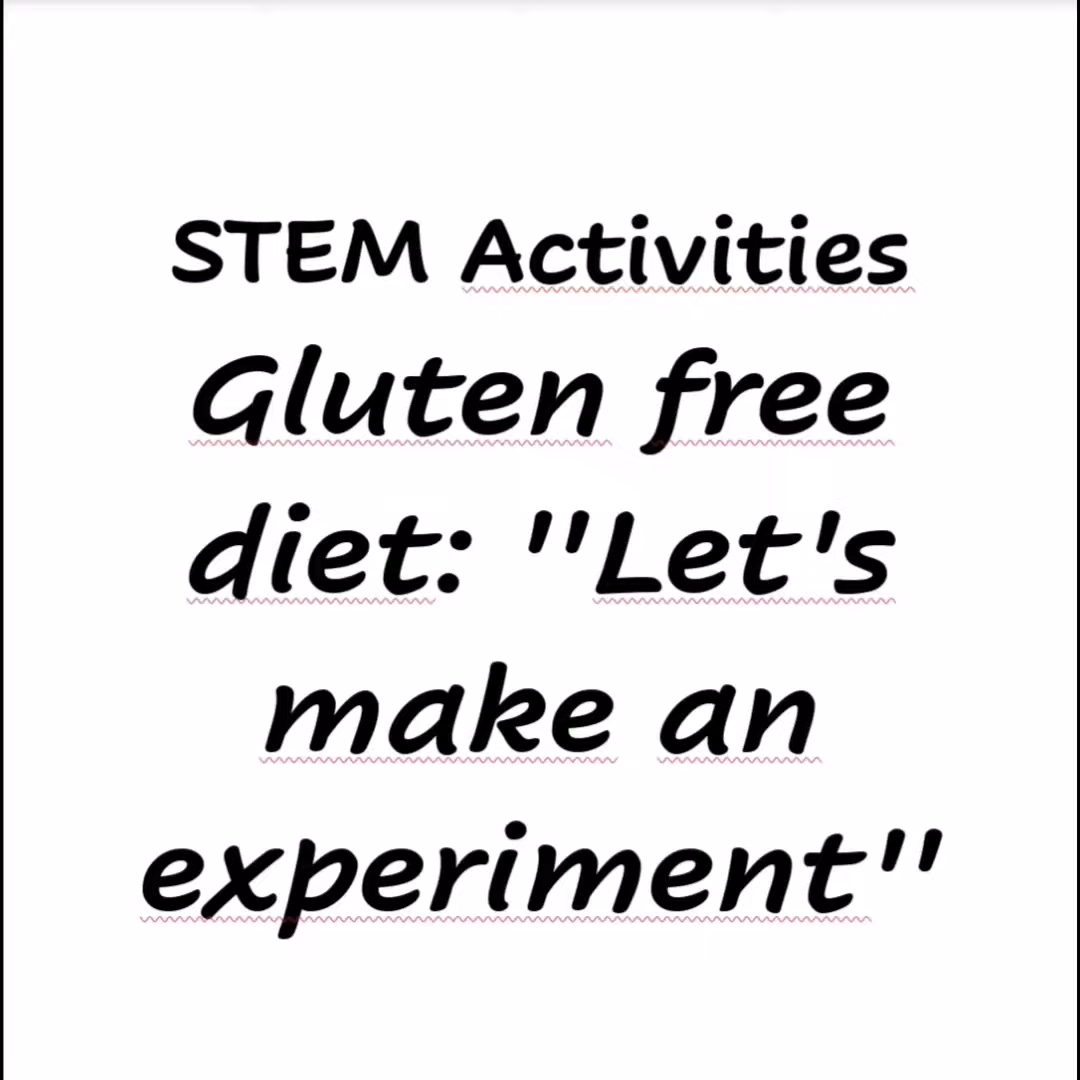 STEM Activities
Gluten free
diet: "Let's
make an
experiment"